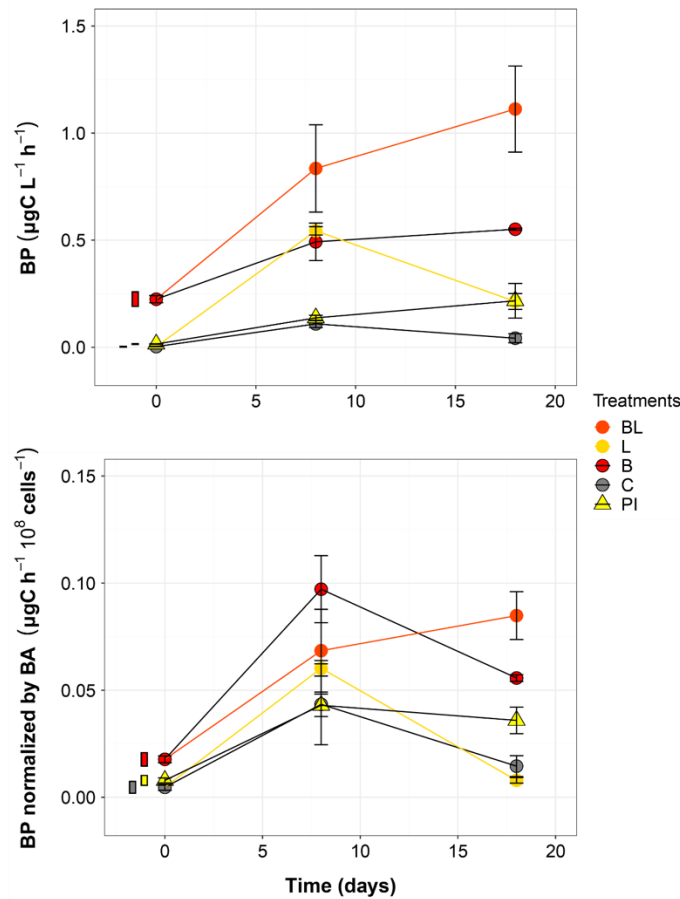 1.5
1.0
0.5
0.0
BP (µgC L⁻¹ h⁻¹)
0 5 10 15 20
Treatments
BL
L
B
C
PI
0.15
0.10
0.05
0.00
BP normalized by BA (µgC h⁻¹ 10⁸ cells⁻¹)
0 5 10 15 20
Time (days)